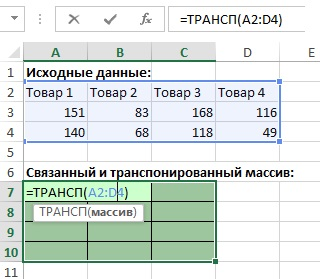 =ТРАНСП(A2:D4)
A B C D E
1 Исходные данные:
2 Товар 1 Товар 2 Товар 3 Товар 4
3 151 83 168 116
4 140 68 118 49
5
6 Связанный и транспонированный массив:
7 =ТРАНСП(A2:D4)
8 ТРАНСП(массив)
9
10
11